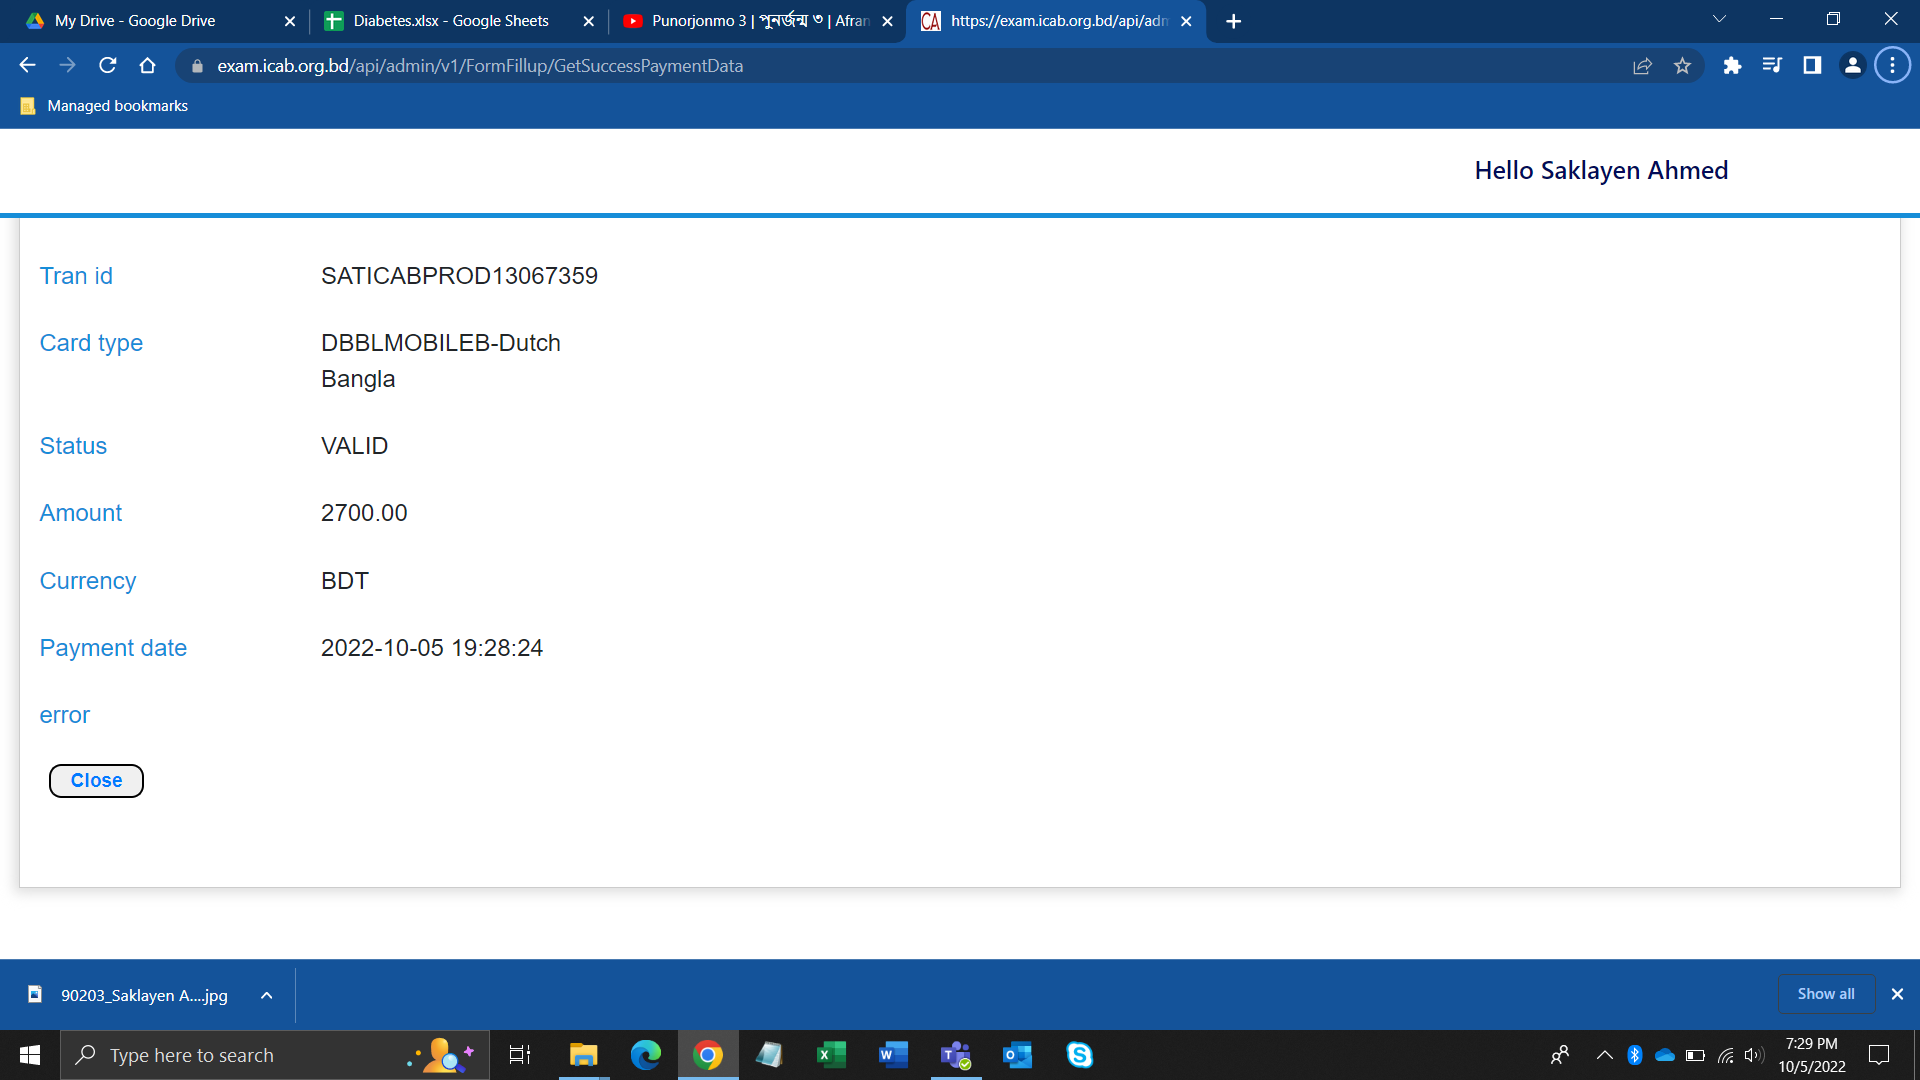 My Drive - Google Drive
Diabetes.xlsx - Google Sheets
Punorjonmo 3 | পুনর্জন্ম ৩ | Afran
https://exam.icab.org.bd/api/adm
exam.icab.org.bd/api/admin/v1/FormFillup/GetSuccessPaymentData
Managed bookmarks
Hello Saklayen Ahmed
Tran id SATICABPROD13067359
Card type DBBLMOBILEB-Dutch
Bangla
Status VALID
Amount 2700.00
Currency BDT
Payment date 2022-10-05 19:28:24
error
Close
90203_Saklayen A....jpg
Show all
Type here to search
7:29 PM
10/5/2022